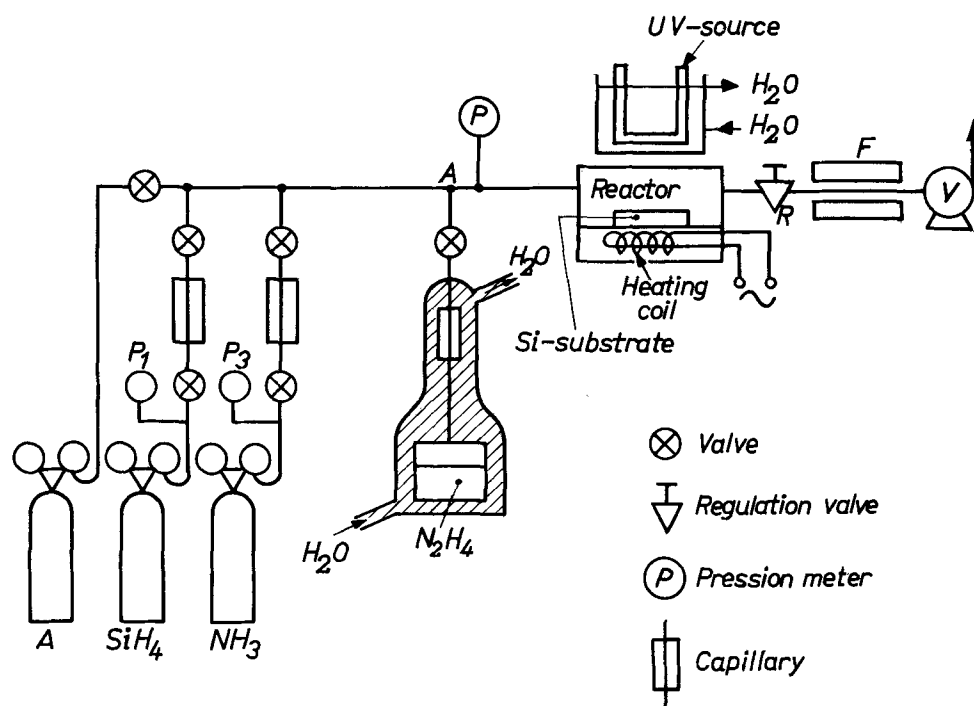 UV-source
H₂O
H₂O
P
A
Reactor
R
F
V
H₂O
Heating
coil
Si-substrate
P₁
P₃
A
SiH₄
NH₃
H₂O
N₂H₄
Valve
Regulation valve
P
Pression meter
Capillary